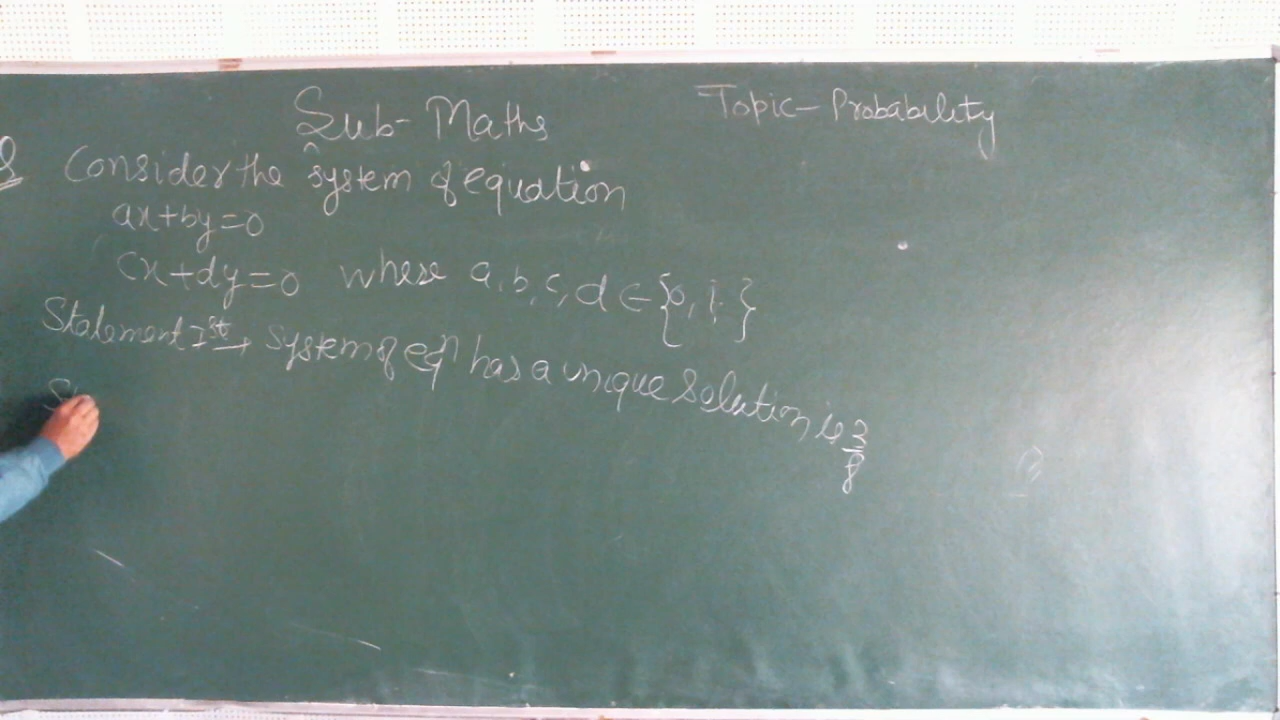 Sub- Maths
Topic- Probability
Q Consider the system of equation
ax+by=0
cx+dy=0 where a,b,c,d ∈ {0,1}
Statement Ist→ system of eqn has a unique Solution is 3/8
S